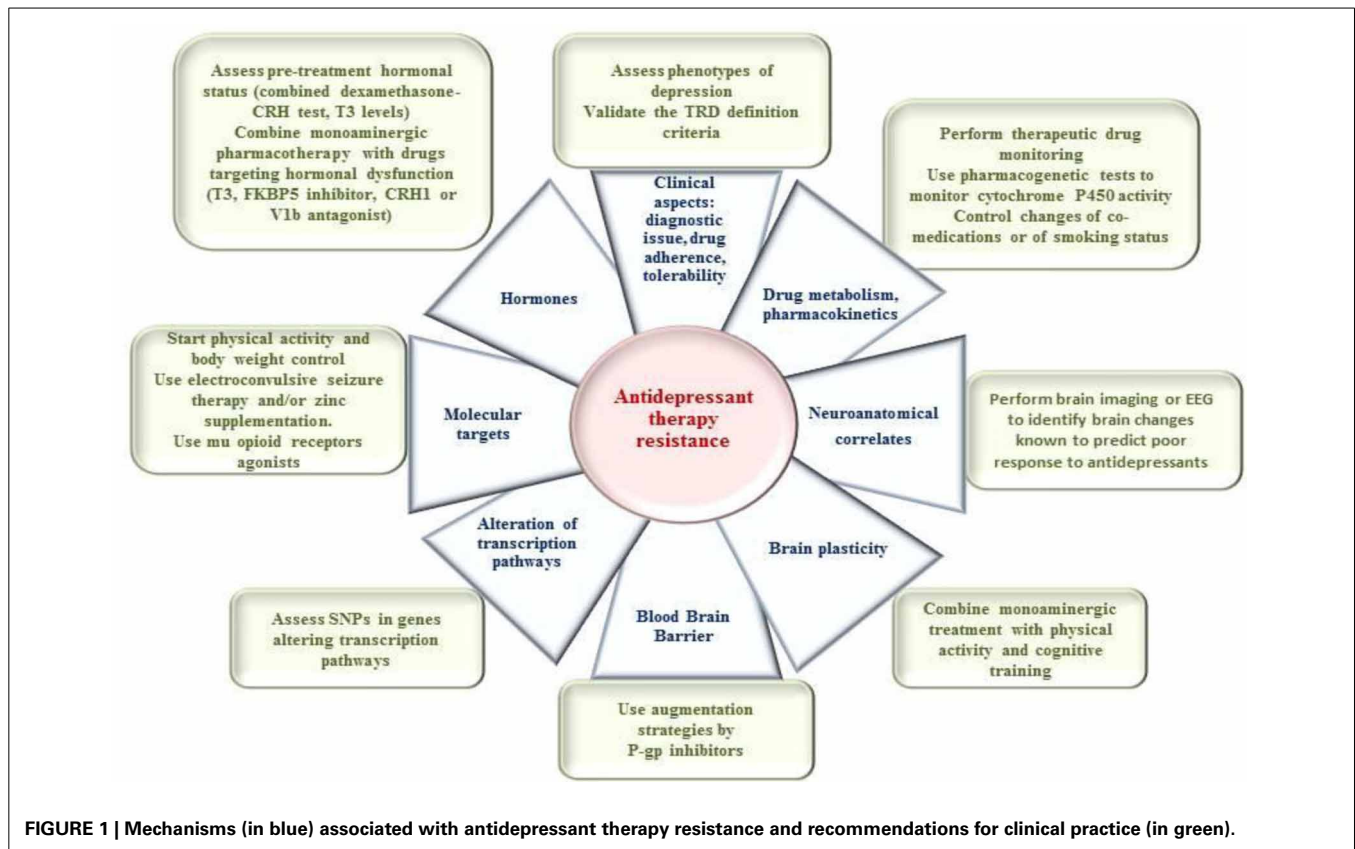 Assess pre-treatment hormonal
status (combined dexamethasone-
CRH test, T3 levels)
Combine monoaminergic
pharmacotherapy with drugs
targeting hormonal dysfunction
(T3, FKBP5 inhibitor, CRH1 or
V1b antagonist)
Assess phenotypes of
depression
Validate the TRD definition
criteria
Perform therapeutic drug
monitoring
Use pharmacogenetic tests to
monitor cytochrome P450 activity
Control changes of co-
medications or of smoking status
Clinical
aspects:
diagnostic
issue, drug
adherence,
tolerability
Hormones
Drug metabolism,
pharmacokinetics
Start physical activity and
body weight control
Use electroconvulsive seizure
therapy and/or zinc
supplementation.
Use mu opioid receptors
agonists
Molecular
targets
Antidepressant
therapy
resistance
Neuroanatomical
correlates
Perform brain imaging or EEG
to identify brain changes
known to predict poor
response to antidepressants
Alteration of
transcription
pathways
Brain plasticity
Blood Brain
Barrier
Assess SNPs in genes
altering transcription
pathways
Combine monoaminergic
treatment with physical
activity and cognitive
training
Use augmentation
strategies by
P-gp inhibitors
FIGURE 1 | Mechanisms (in blue) associated with antidepressant therapy resistance and recommendations for clinical practice (in green).